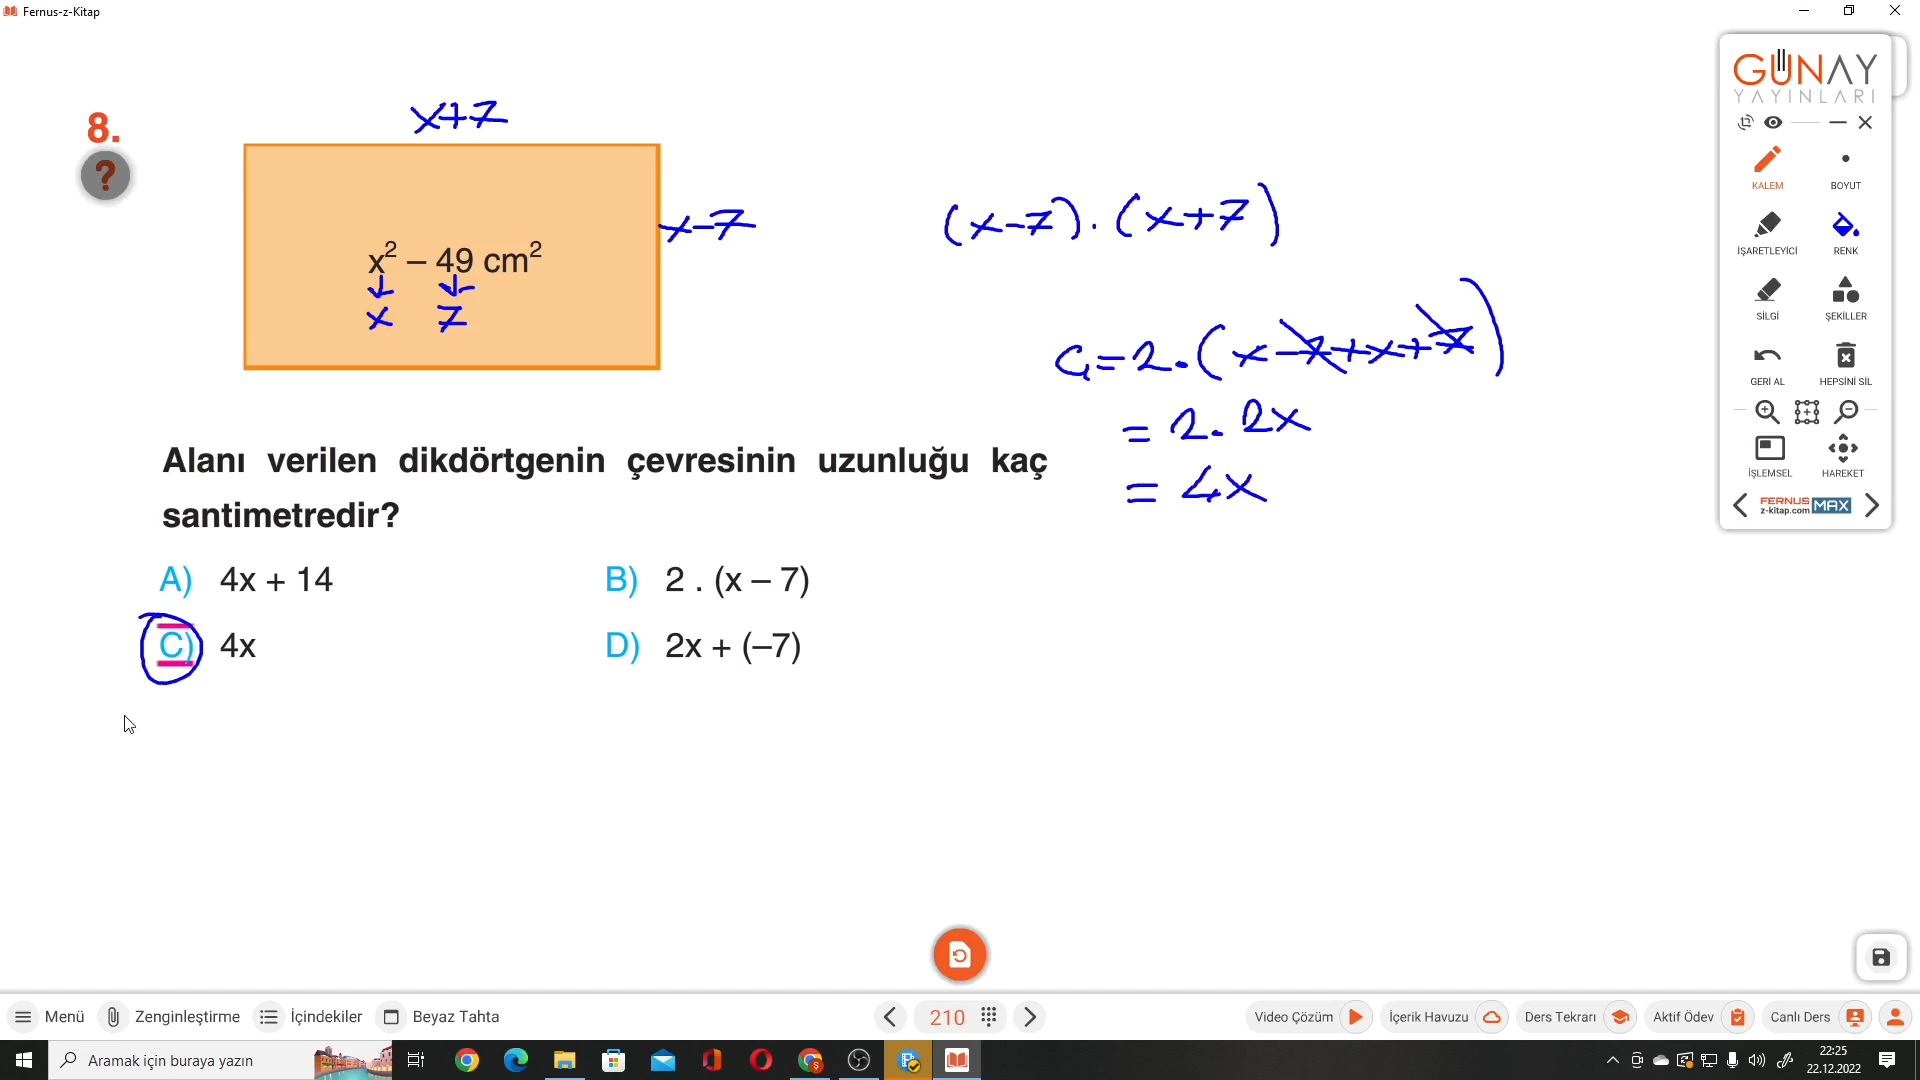 Fernus-z-Kitap
8.
?
x+7
x² – 49 cm²
x 7
x-7
(x-7).(x+7)
Ç=2.(x-7+x+7)
= 2.2x
= 4x
Alanı verilen dikdörtgenin çevresinin uzunluğu kaç
santimetredir?
A) 4x + 14
B) 2 . (x – 7)
C) 4x
D) 2x + (–7)
GÜNAY
YAYINLARI
KALEM
BOYUT
İŞARETLEYİCİ
RENK
SİLGİ
ŞEKİLLER
GERİ AL
HEPSİNİ SİL
İŞLEMSEL
HAREKET
FERNUS
z-kitap.com MAX
Menü
Zenginleştirme
İçindekiler
Beyaz Tahta
210
Video Çözüm
İçerik Havuzu
Ders Tekrarı
Aktif Ödev
Canlı Ders
Aramak için buraya yazın
22:25
22.12.2022